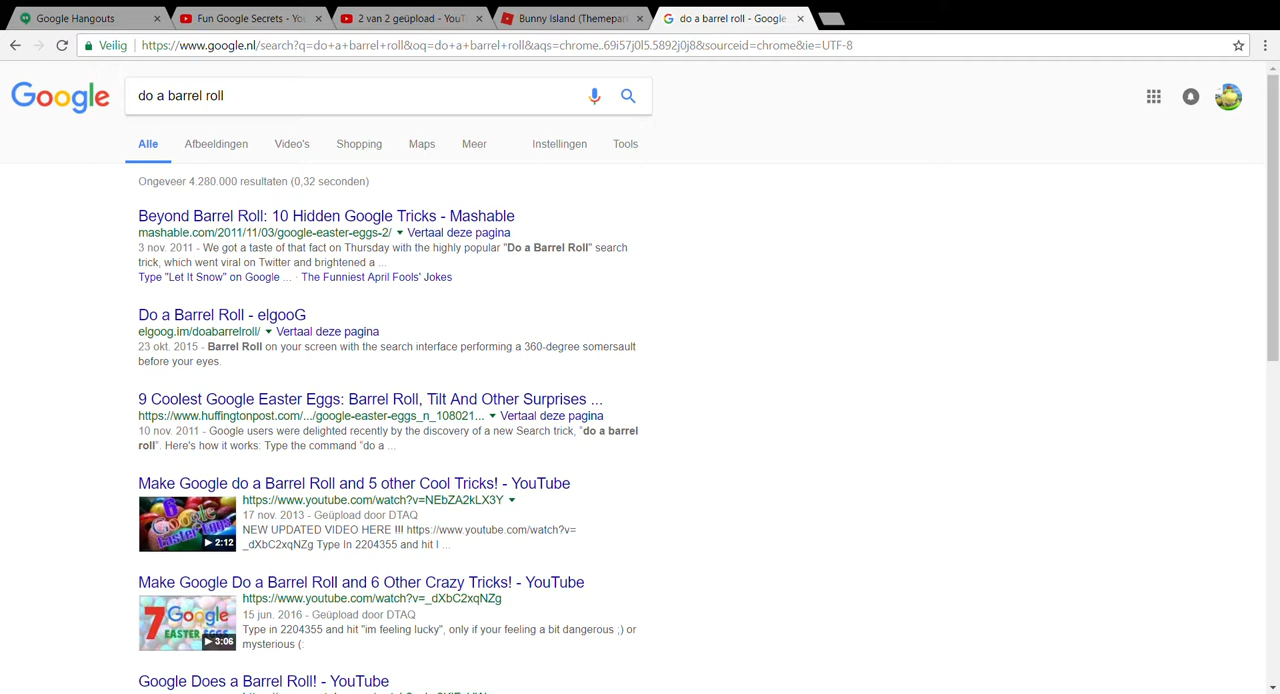 Google Hangouts
Fun Google Secrets - You
2 van 2 geüpload - YouT
Bunny Island (Themepar
do a barrel roll - Google
Veilig
https://www.google.nl/search?q=do+a+barrel+roll&oq=do+a+barrel+roll&aqs=chrome..69i57j0l5.5892j0j8&sourceid=chrome&ie=UTF-8
Google
do a barrel roll
Alle Afbeeldingen Video's Shopping Maps Meer Instellingen Tools
Ongeveer 4.280.000 resultaten (0,32 seconden)
Beyond Barrel Roll: 10 Hidden Google Tricks - Mashable
mashable.com/2011/11/03/google-easter-eggs-2/ Vertaal deze pagina
3 nov. 2011 - We got a taste of that fact on Thursday with the highly popular "Do a Barrel Roll" search
trick, which went viral on Twitter and brightened a ...
Type "Let It Snow" on Google ... · The Funniest April Fools' Jokes
Do a Barrel Roll - elgooG
elgoog.im/doabarrelroll/ Vertaal deze pagina
23 okt. 2015 - Barrel Roll on your screen with the search interface performing a 360-degree somersault
before your eyes.
9 Coolest Google Easter Eggs: Barrel Roll, Tilt And Other Surprises ...
https://www.huffingtonpost.com/.../google-easter-eggs_n_108021... Vertaal deze pagina
10 nov. 2011 - Google users were delighted recently by the discovery of a new Search trick, "do a barrel
roll". Here's how it works: Type the command "do a ...
Make Google do a Barrel Roll and 5 other Cool Tricks! - YouTube
https://www.youtube.com/watch?v=NEbZA2kLX3Y
17 nov. 2013 - Geüpload door DTAQ
NEW UPDATED VIDEO HERE !!! https://www.youtube.com/watch?v=
_dXbC2xqNZg Type In 2204355 and hit I ...
6
Google
Easter Eggs
2:12
Make Google Do a Barrel Roll and 6 Other Crazy Tricks! - YouTube
https://www.youtube.com/watch?v=_dXbC2xqNZg
15 jun. 2016 - Geüpload door DTAQ
Type in 2204355 and hit "im feeling lucky", only if your feeling a bit dangerous ;) or
mysterious (:
7 Google
EASTER EGGS
3:06
Google Does a Barrel Roll! - YouTube